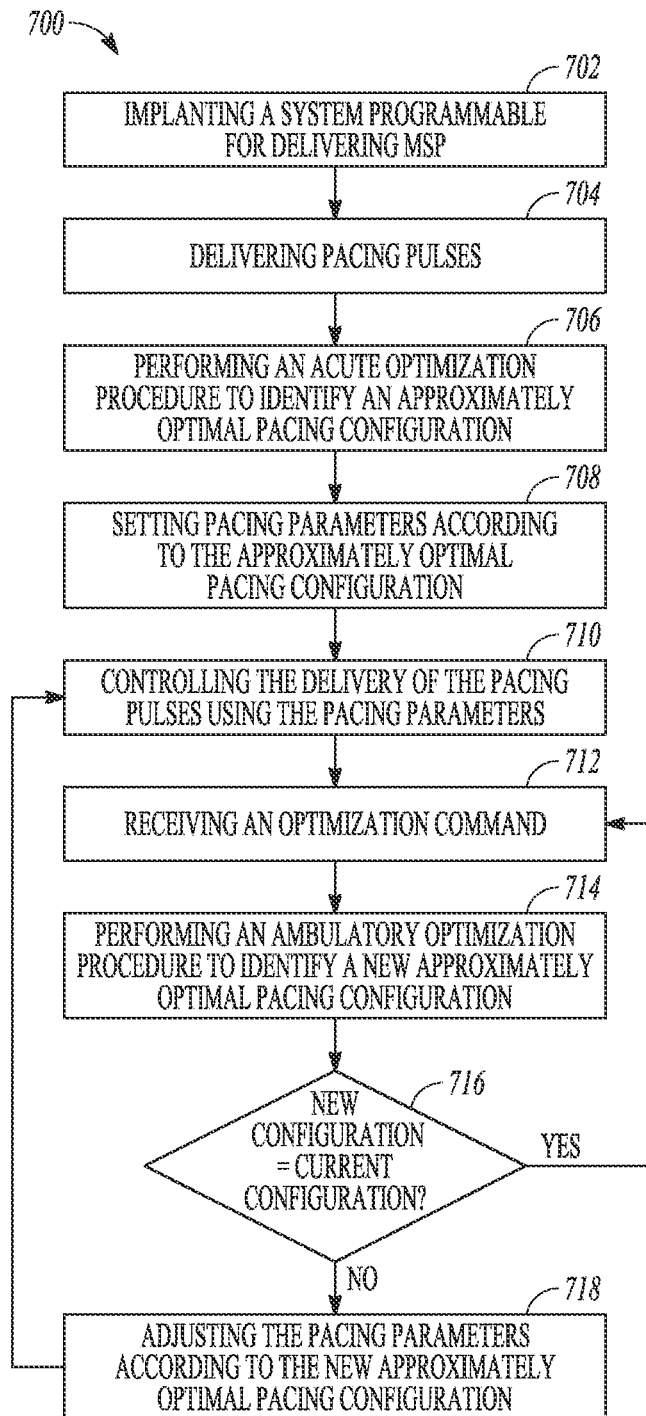 700
702
IMPLANTING A SYSTEM PROGRAMMABLE
FOR DELIVERING MSP
704
DELIVERING PACING PULSES
706
PERFORMING AN ACUTE OPTIMIZATION
PROCEDURE TO IDENTIFY AN APPROXIMATELY
OPTIMAL PACING CONFIGURATION
708
SETTING PACING PARAMETERS ACCORDING
TO THE APPROXIMATELY OPTIMAL
PACING CONFIGURATION
710
CONTROLLING THE DELIVERY OF THE PACING
PULSES USING THE PACING PARAMETERS
712
RECEIVING AN OPTIMIZATION COMMAND
714
PERFORMING AN AMBULATORY OPTIMIZATION
PROCEDURE TO IDENTIFY A NEW APPROXIMATELY
OPTIMAL PACING CONFIGURATION
716
NEW
CONFIGURATION
= CURRENT
CONFIGURATION?
YES
NO
718
ADJUSTING THE PACING PARAMETERS
ACCORDING TO THE NEW APPROXIMATELY
OPTIMAL PACING CONFIGURATION